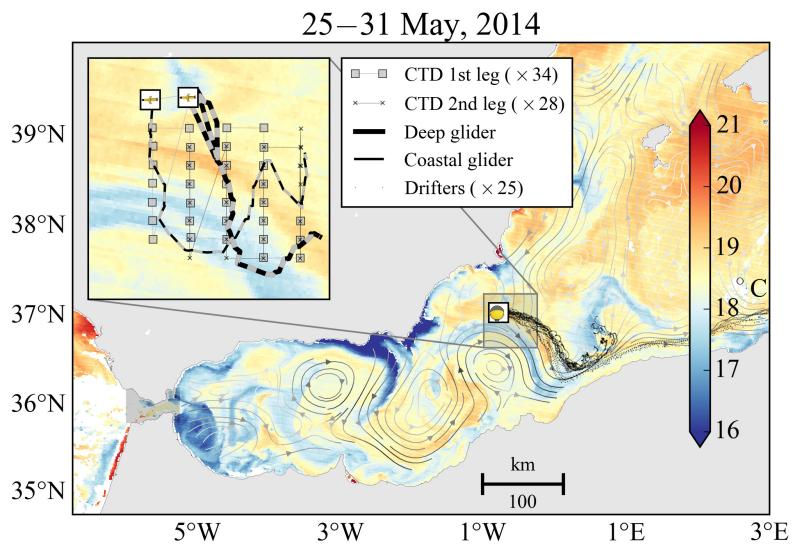 25−31 May, 2014
CTD 1st leg ( × 34)
CTD 2nd leg ( × 28)
Deep glider
Coastal glider
Drifters ( × 25)
39°N
38°N
37°N
36°N
35°N
21
20
19
18
17
16
°C
km
100
5°W
3°W
1°W
1°E
3°E